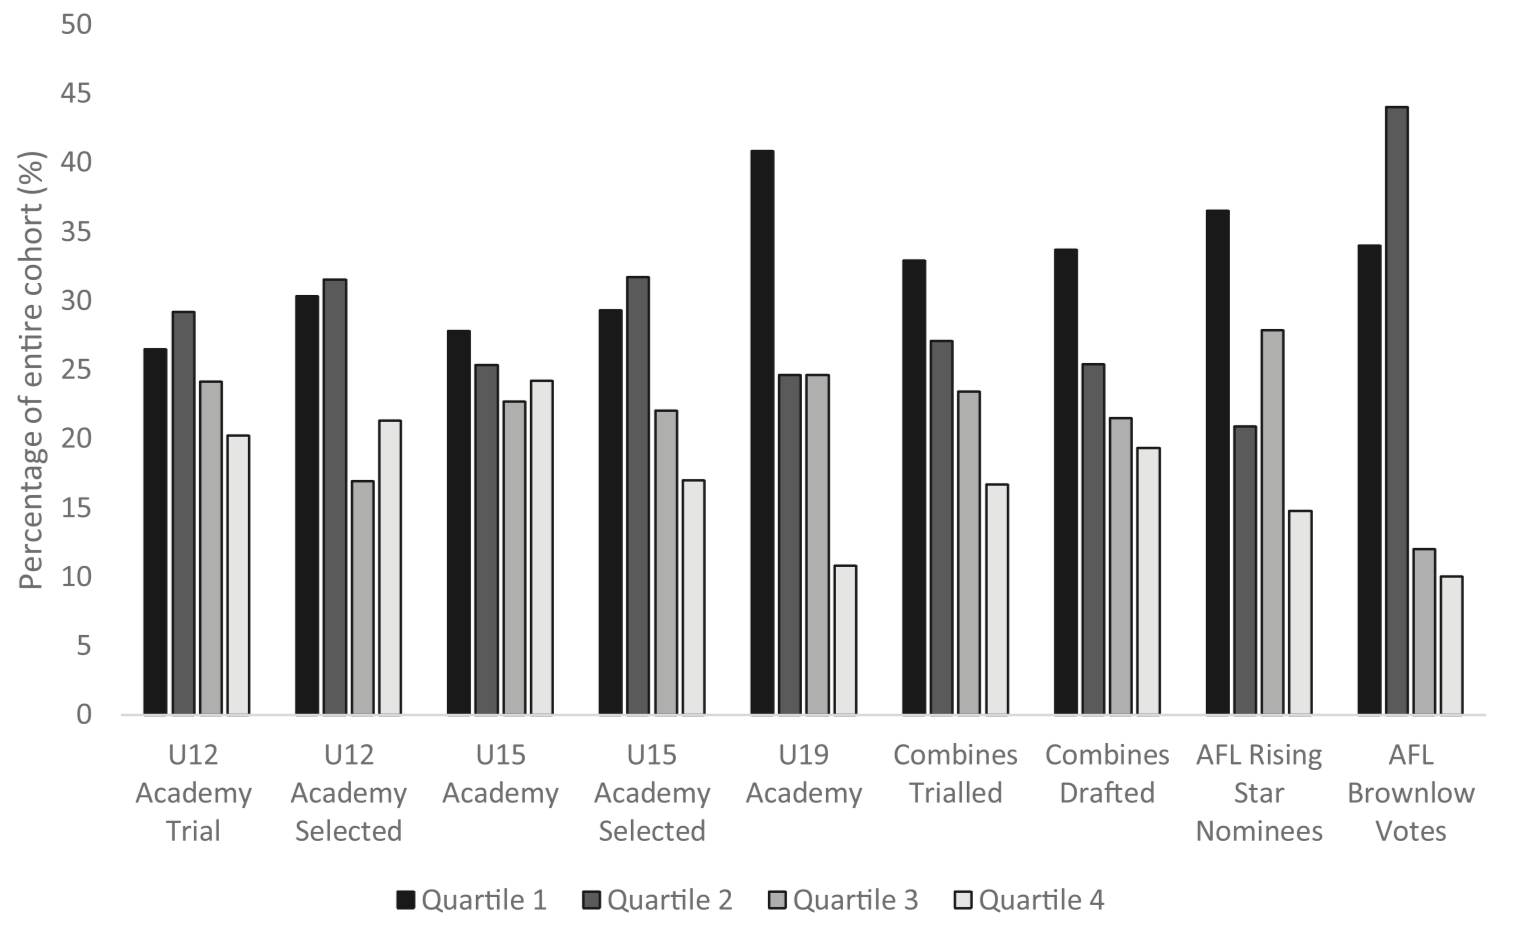 50
45
40
35
30
25
20
15
10
5
0
Percentage of entire cohort (%)
U12 Academy Trial
U12 Academy Selected
U15 Academy
U15 Academy Selected
U19 Academy
Combines Trialled
Combines Drafted
AFL Rising Star Nominees
AFL Brownlow Votes
Quartile 1
Quartile 2
Quartile 3
Quartile 4